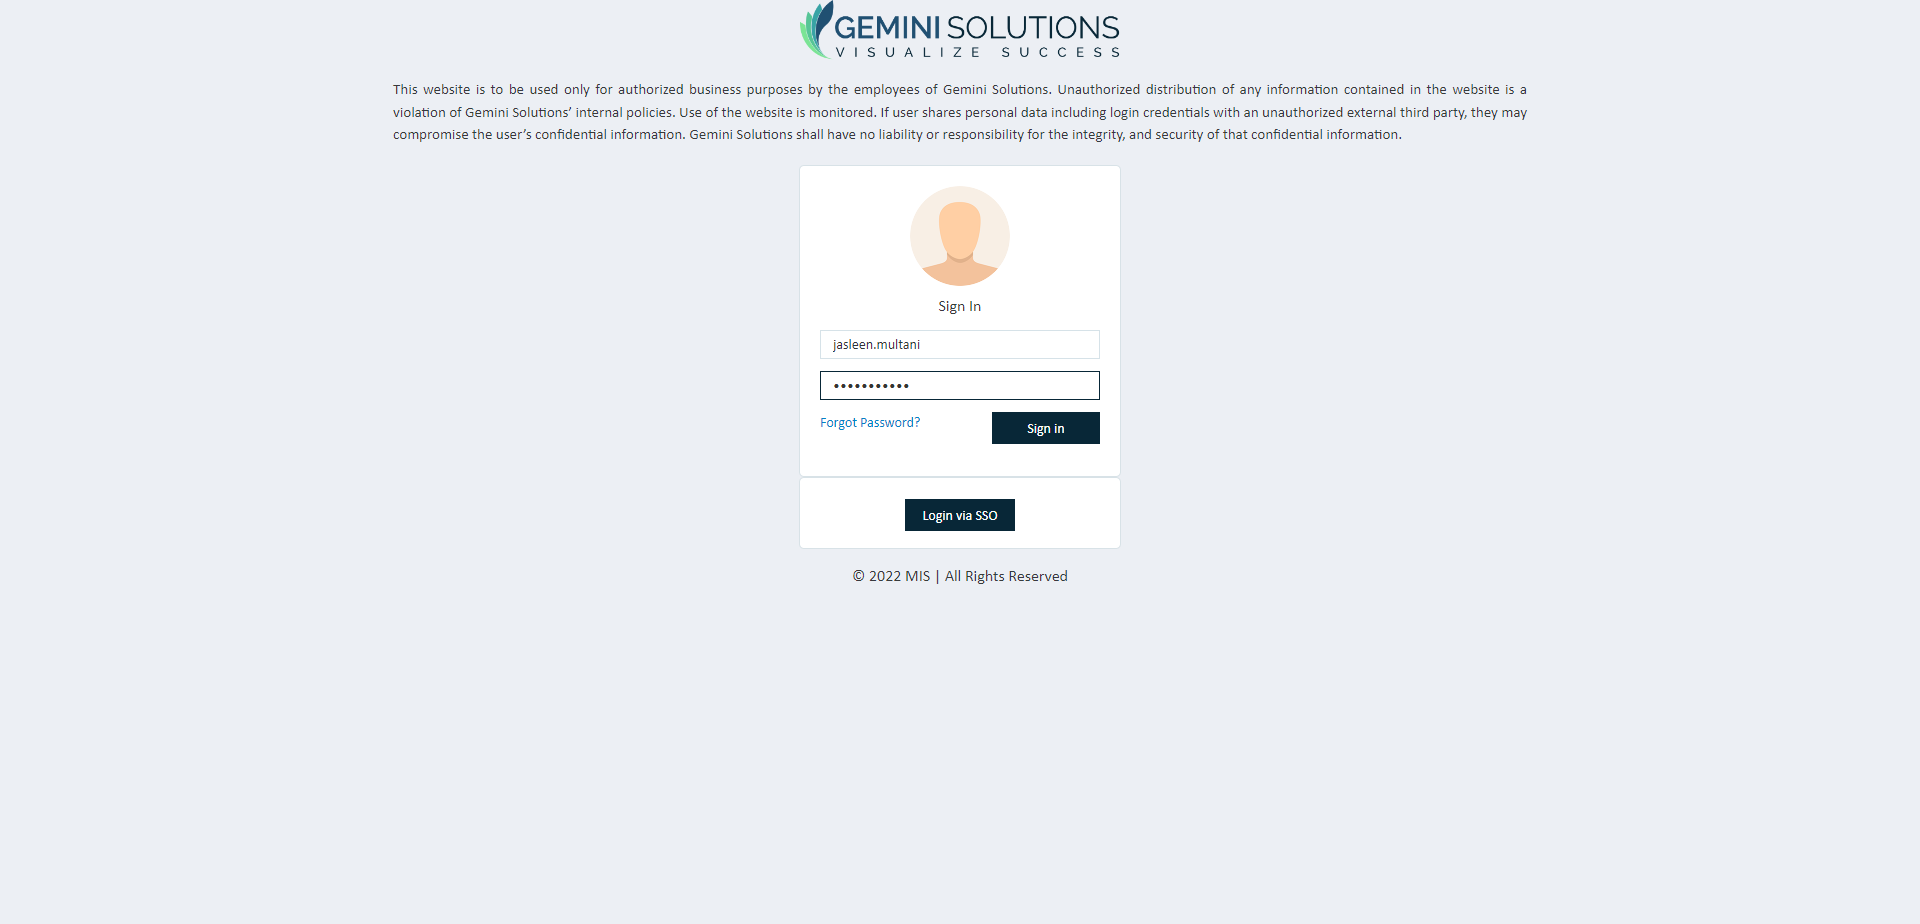 GEMINI SOLUTIONS
VISUALIZE SUCCESS
This website is to be used only for authorized business purposes by the employees of Gemini Solutions. Unauthorized distribution of any information contained in the website is a
violation of Gemini Solutions’ internal policies. Use of the website is monitored. If user shares personal data including login credentials with an unauthorized external third party, they may
compromise the user’s confidential information. Gemini Solutions shall have no liability or responsibility for the integrity, and security of that confidential information.
Sign In
jasleen.multani
•••••••••••
Forgot Password?
Sign in
Login via SSO
© 2022 MIS | All Rights Reserved